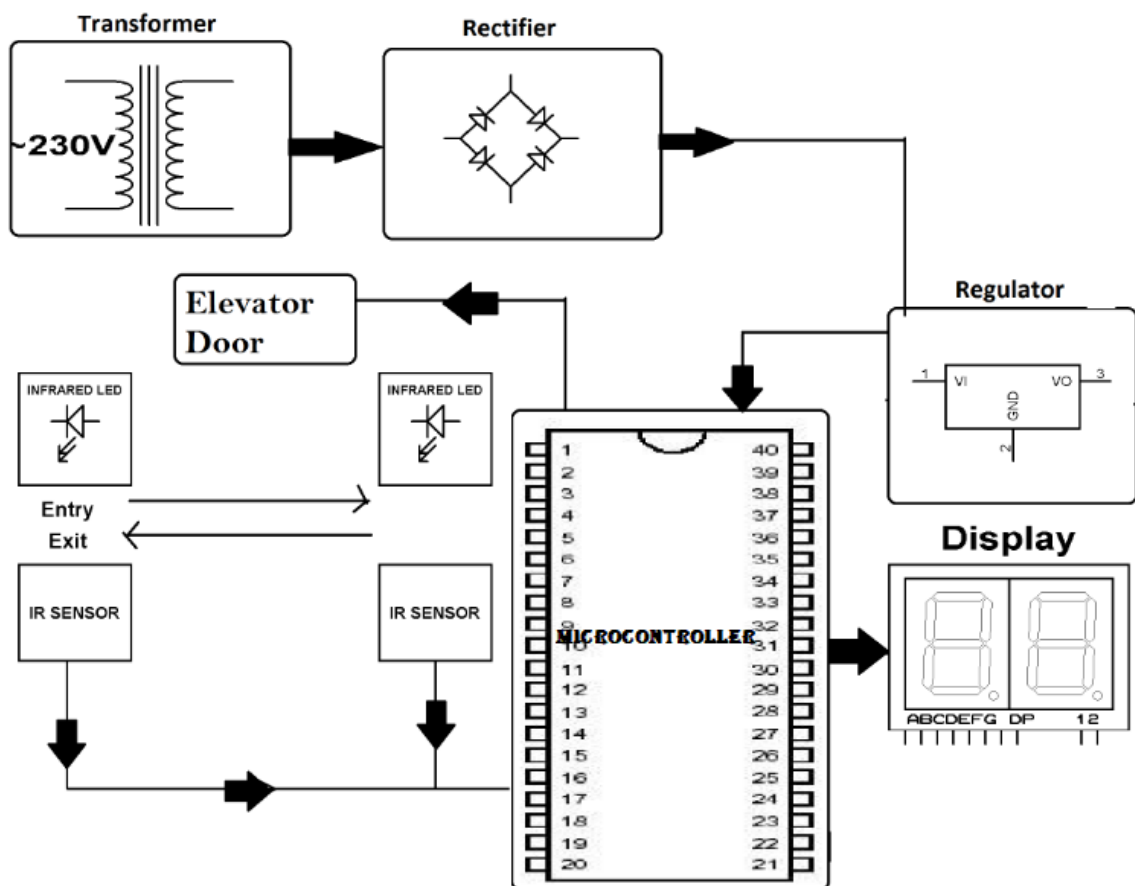 Transformer
Rectifier
~230V
Elevator
Door
Regulator
1
VI
VO
3
GND
2
INFRARED LED
INFRARED LED
Entry
Exit
IR SENSOR
IR SENSOR
1
2
3
4
5
6
7
8
9
10
11
12
13
14
15
16
17
18
19
20
MICROCONTROLLER
40
39
38
37
36
35
34
33
32
31
30
29
28
27
26
25
24
23
22
21
Display
ABCDEFG DP 12